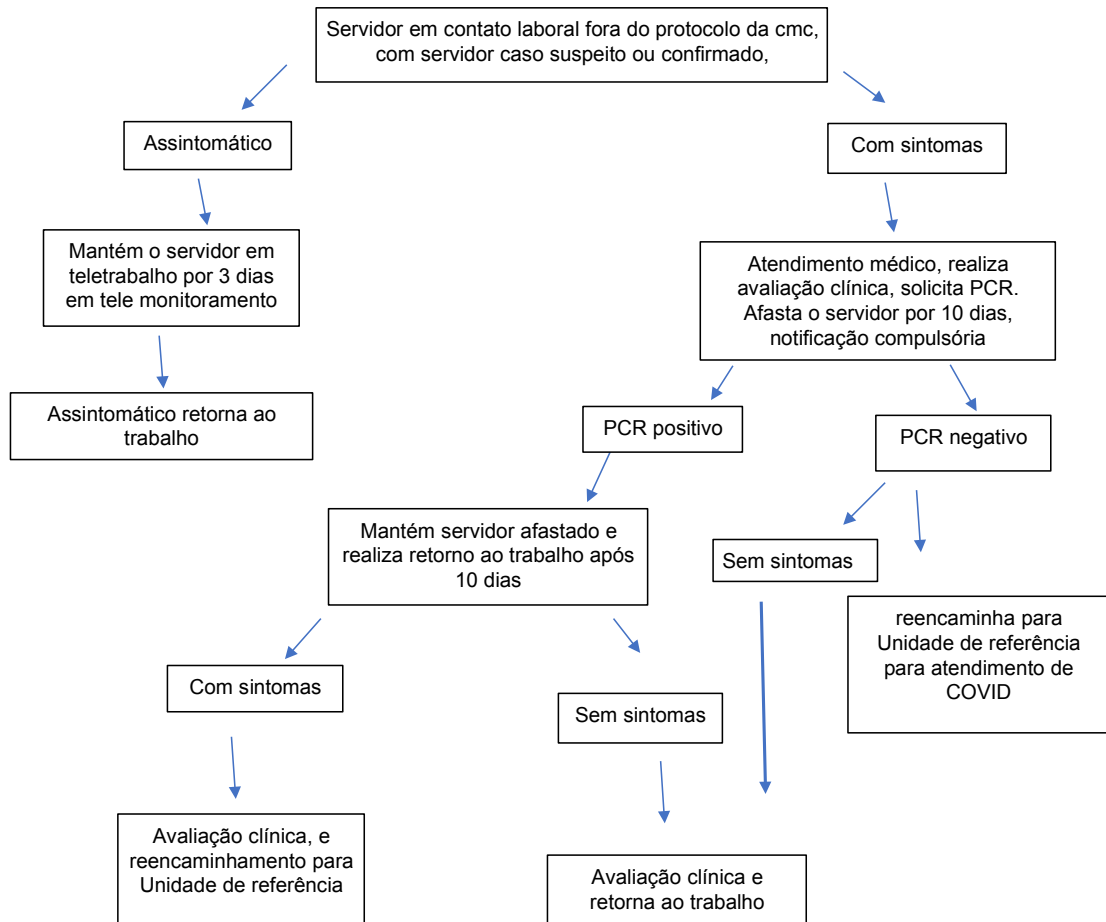 Servidor em contato laboral fora do protocolo da cmc,
com servidor caso suspeito ou confirmado,
Assintomático
Com sintomas
Mantém o servidor em
teletrabalho por 3 dias
em tele monitoramento
Atendimento médico, realiza
avaliação clínica, solicita PCR.
Afasta o servidor por 10 dias,
notificação compulsória
Assintomático retorna ao
trabalho
PCR positivo
PCR negativo
Mantém servidor afastado e
realiza retorno ao trabalho após
10 dias
Sem sintomas
reencaminha para
Unidade de referência
para atendimento de
COVID
Com sintomas
Sem sintomas
Avaliação clínica, e
reencaminhamento para
Unidade de referência
Avaliação clínica e
retorna ao trabalho